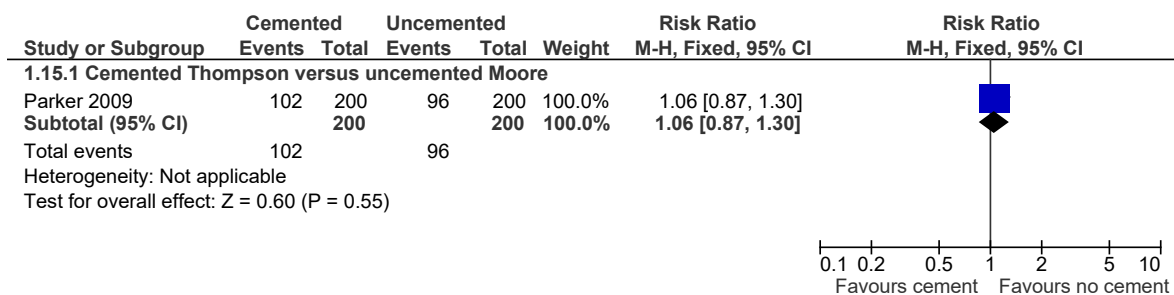 Cemented Uncemented Risk Ratio Risk Ratio
Study or Subgroup Events Total Events Total Weight M-H, Fixed, 95% CI M-H, Fixed, 95% CI
1.15.1 Cemented Thompson versus uncemented Moore
Parker 2009 102 200 96 200 100.0% 1.06 [0.87, 1.30]
Subtotal (95% CI) 200 200 100.0% 1.06 [0.87, 1.30]
Total events 102 96
Heterogeneity: Not applicable
Test for overall effect: Z = 0.60 (P = 0.55)
0.1 0.2 0.5 1 2 5 10
Favours cement Favours no cement